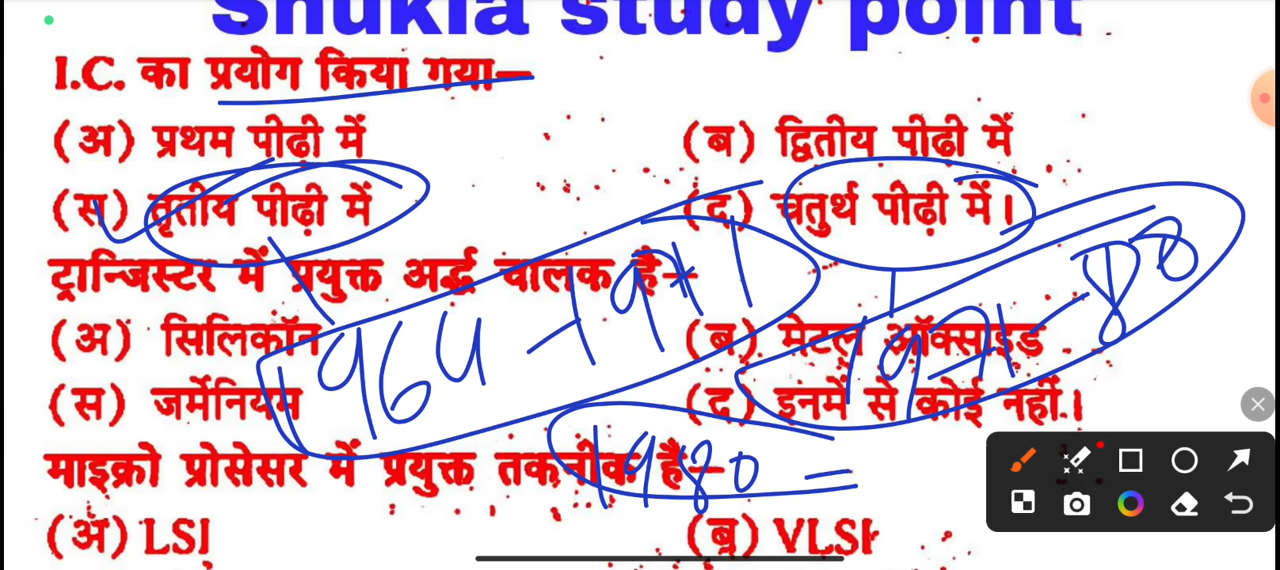 Shukla study point
I.C. का प्रयोग किया गया—
(अ) प्रथम पीढी में (ब) द्वितीय पीढी में
(स) तृतीय पीढ़ी में (द) चतुर्थ पीढ़ी में।
ट्रान्जिस्टर में प्रयुक्त अर्द्ध चालक है—
1964 - 1971
(अ) सिलिकॉन (ब) मेटल ऑक्साइड
1971 - 80
(स) जर्मेनियम (द) इनमें से कोई नहीं।
माइक्रो प्रोसेसर में प्रयुक्त तकनीक है—
1980 =
(अ) LSI (ब) VLSI